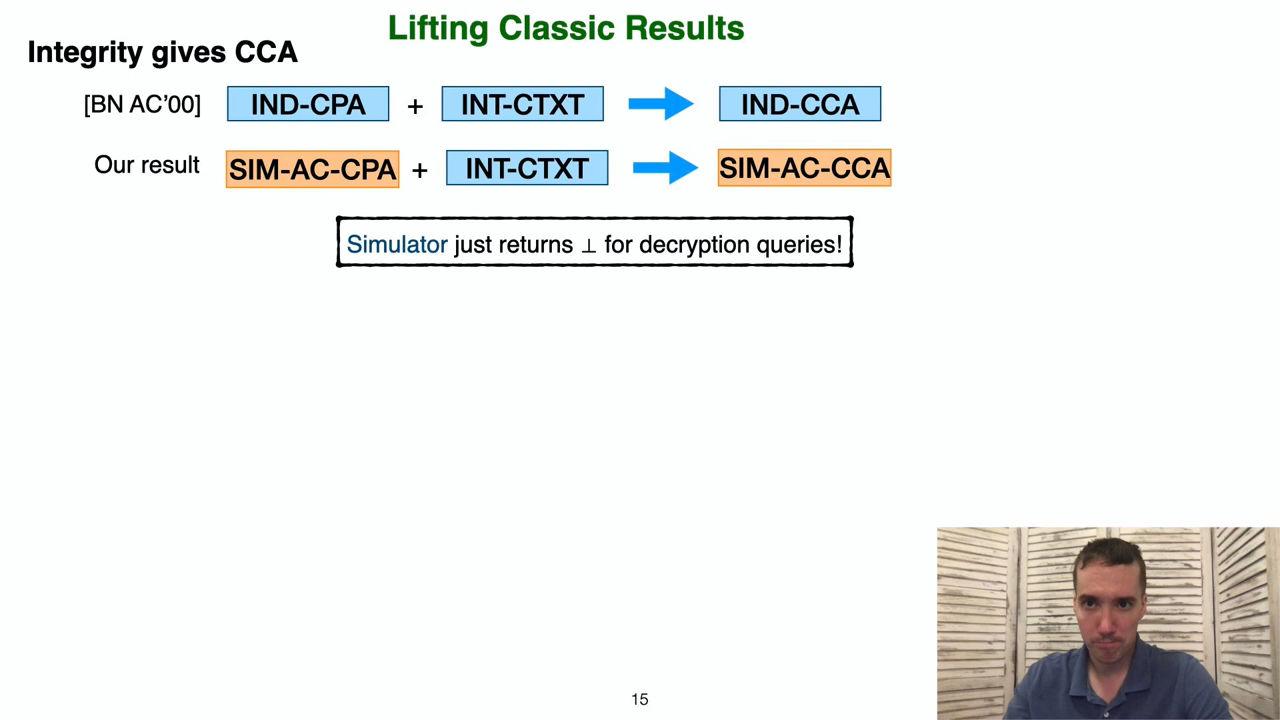 Lifting Classic Results
Integrity gives CCA
[BN AC’00] IND-CPA + INT-CTXT IND-CCA
Our result SIM-AC-CPA + INT-CTXT SIM-AC-CCA
Simulator just returns ⊥ for decryption queries!
15